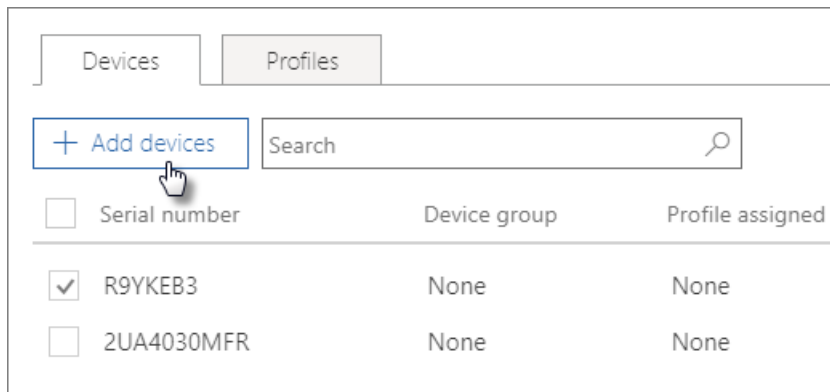 Devices Profiles
+ Add devices Search
Serial number Device group Profile assigned
R9YKEB3 None None
2UA4030MFR None None